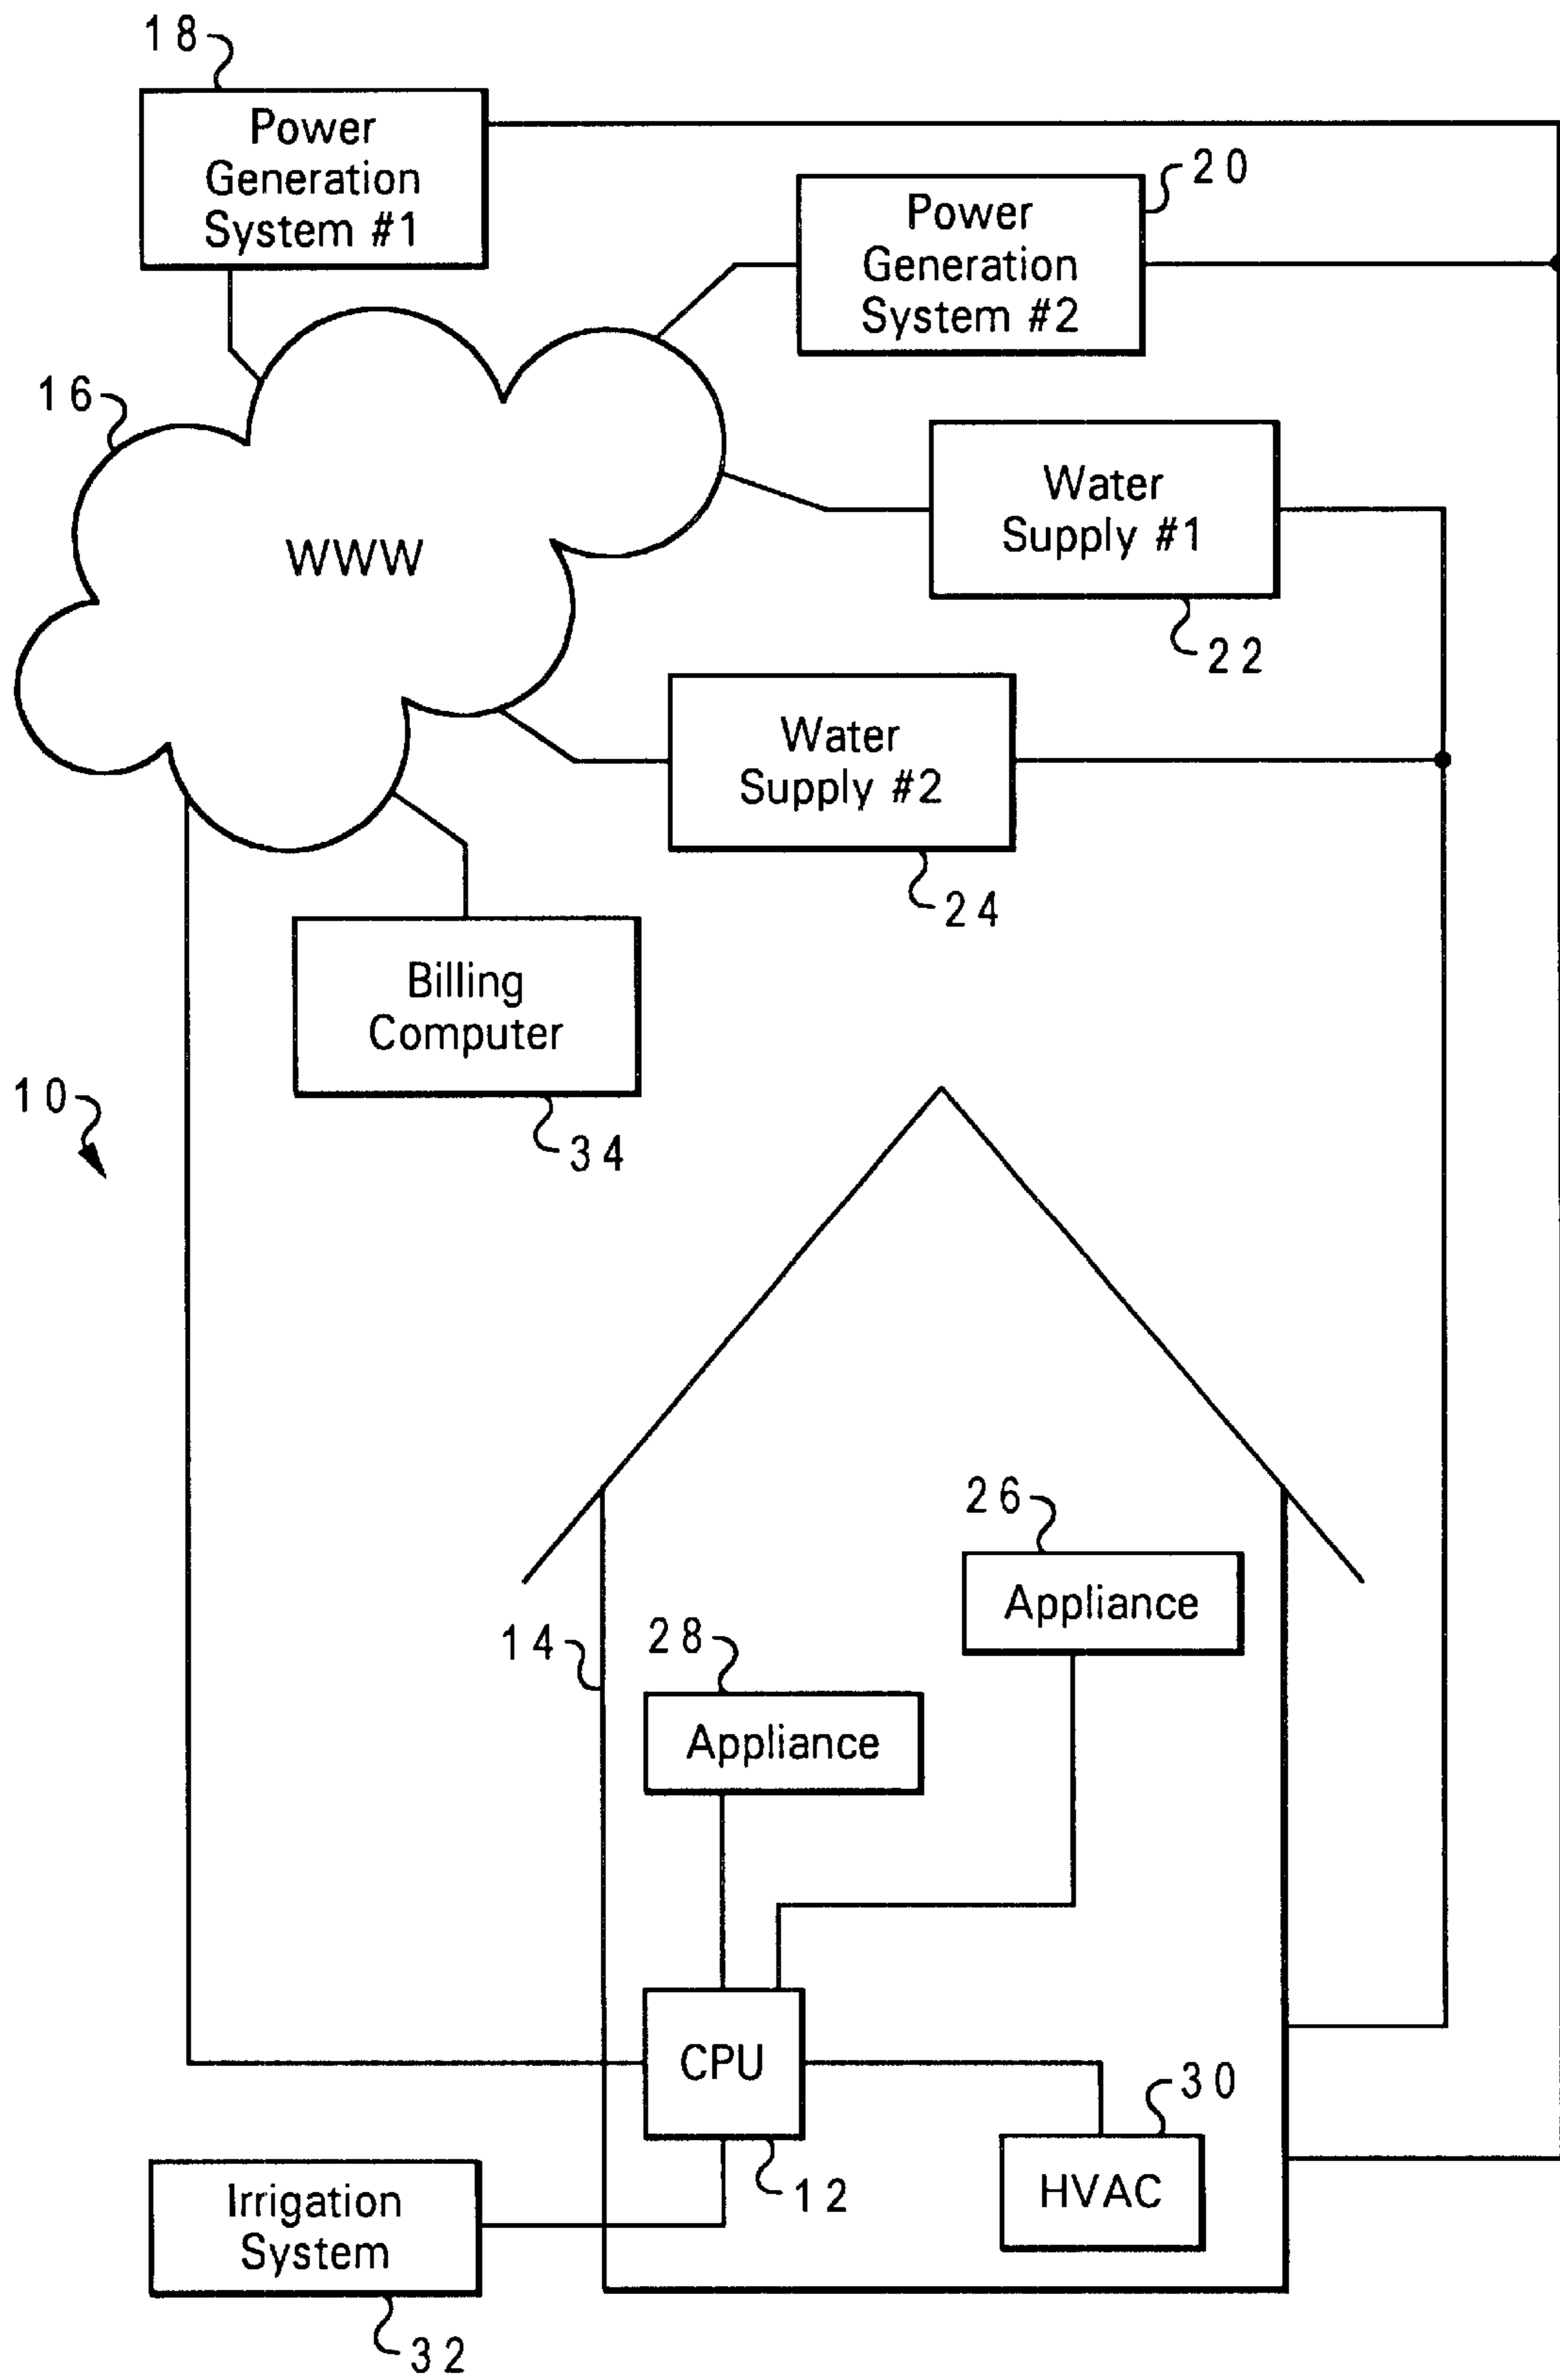 18
Power
Generation
System #1
20
Power
Generation
System #2
16
WWW
Water
Supply #1
22
Water
Supply #2
24
Billing
Computer
34
10
26
Appliance
14
28
Appliance
CPU
12
30
HVAC
Irrigation
System
32